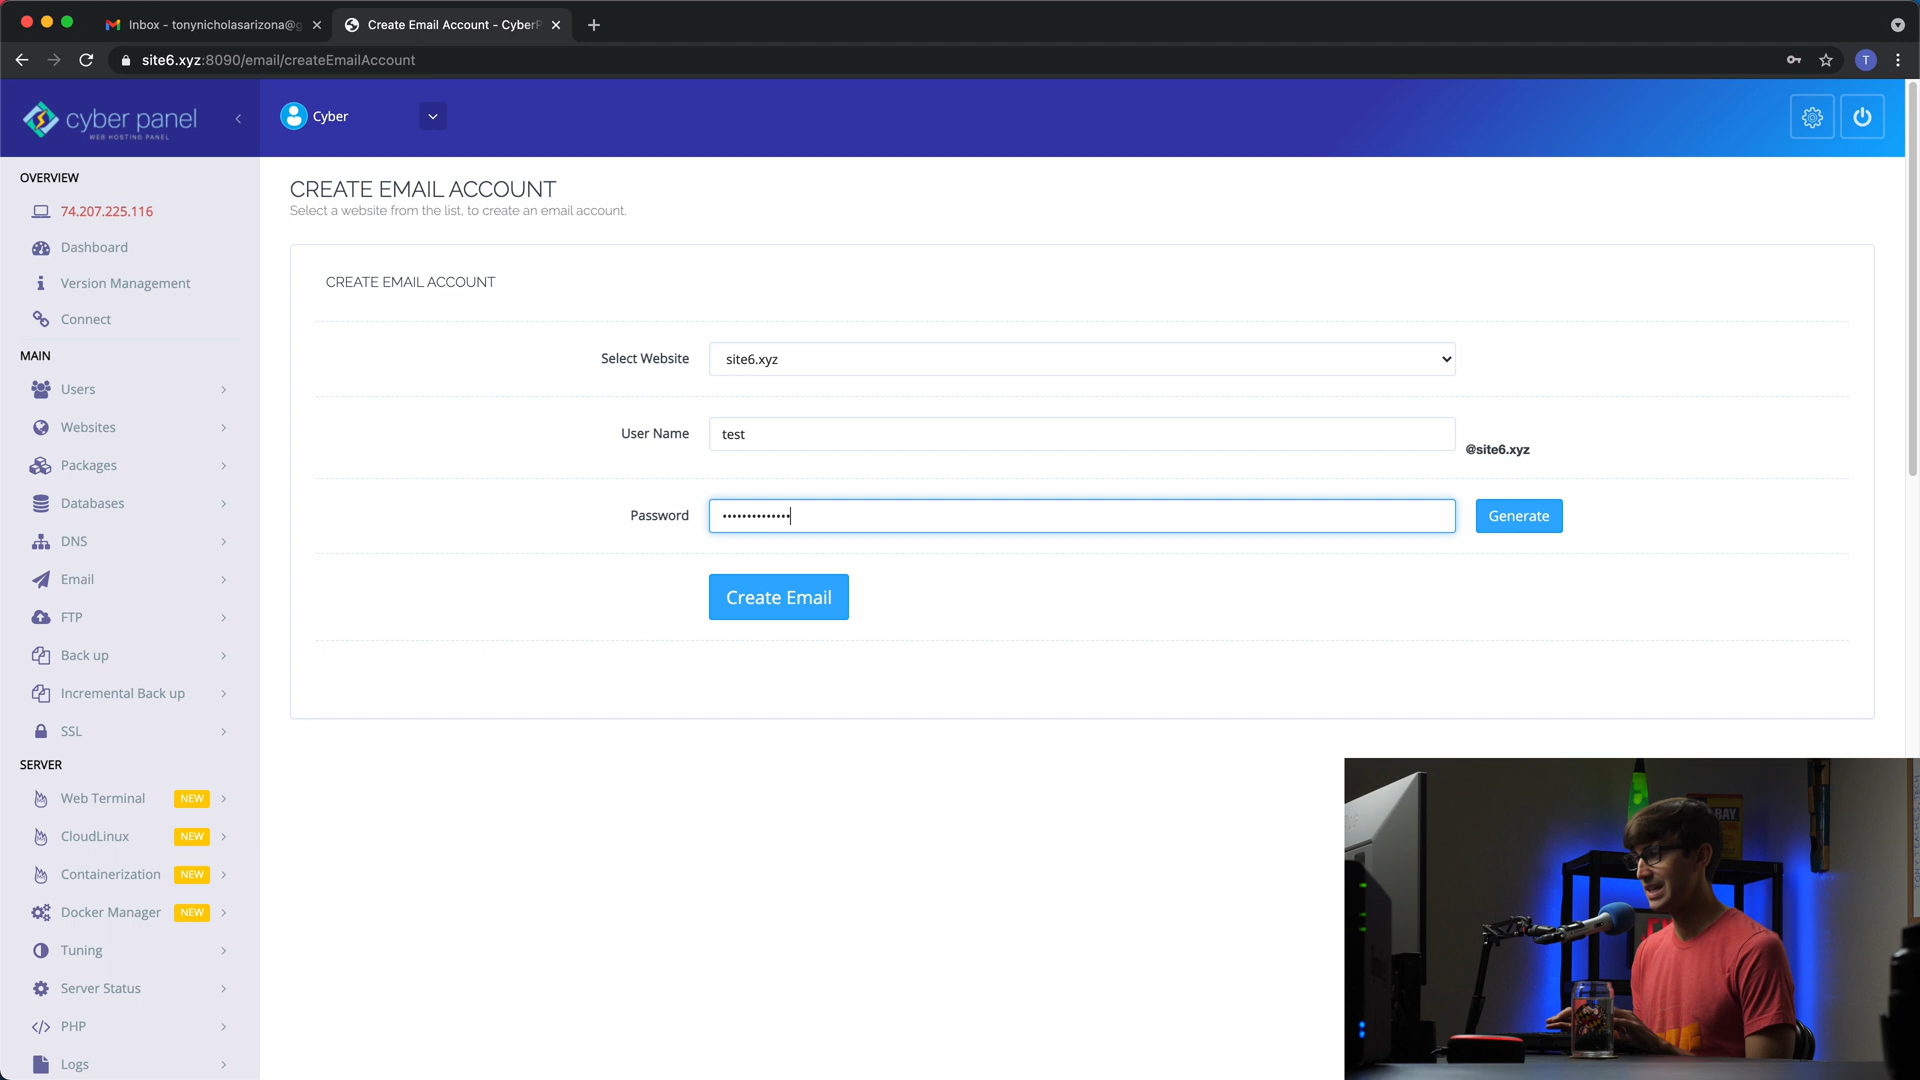 Inbox - tonynicholasarizona@g
Create Email Account - CyberP
site6.xyz:8090/email/createEmailAccount
T
cyber panel
WEB HOSTING PANEL
Cyber
OVERVIEW
74.207.225.116
Dashboard
Version Management
Connect
MAIN
Users
Websites
Packages
Databases
DNS
Email
FTP
Back up
Incremental Back up
SSL
SERVER
Web Terminal NEW
CloudLinux NEW
Containerization NEW
Docker Manager NEW
Tuning
Server Status
PHP
Logs
CREATE EMAIL ACCOUNT
Select a website from the list, to create an email account.
CREATE EMAIL ACCOUNT
Select Website site6.xyz
User Name test @site6.xyz
Password •••••••••••••• Generate
Create Email
BAY